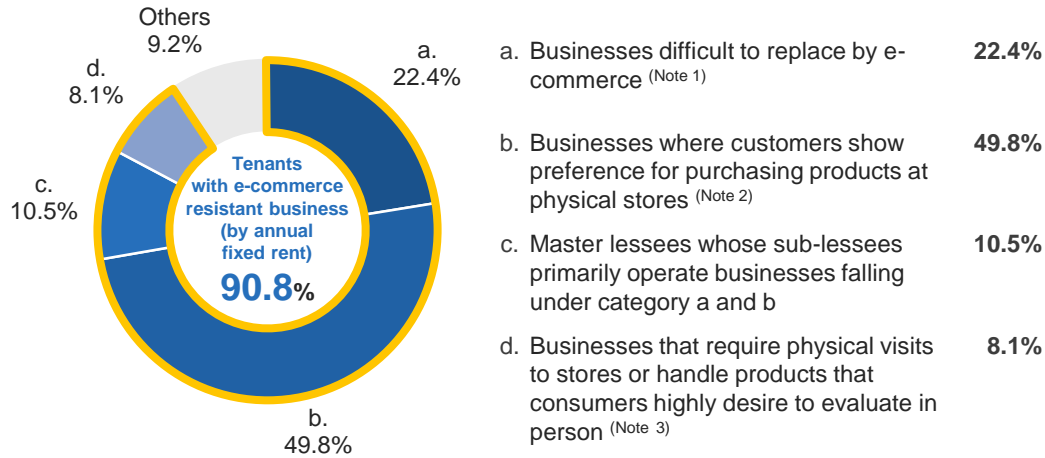 Others
9.2%
a.
22.4%
d.
8.1%
c.
10.5%
b.
49.8%
Tenants
with e-commerce
resistant business
(by annual
fixed rent)
90.8%
a. Businesses difficult to replace by e-
commerce (Note 1)
22.4%
b. Businesses where customers show
preference for purchasing products at
physical stores (Note 2)
49.8%
c. Master lessees whose sub-lessees
primarily operate businesses falling
under category a and b
10.5%
d. Businesses that require physical visits
to stores or handle products that
consumers highly desire to evaluate in
person (Note 3)
8.1%